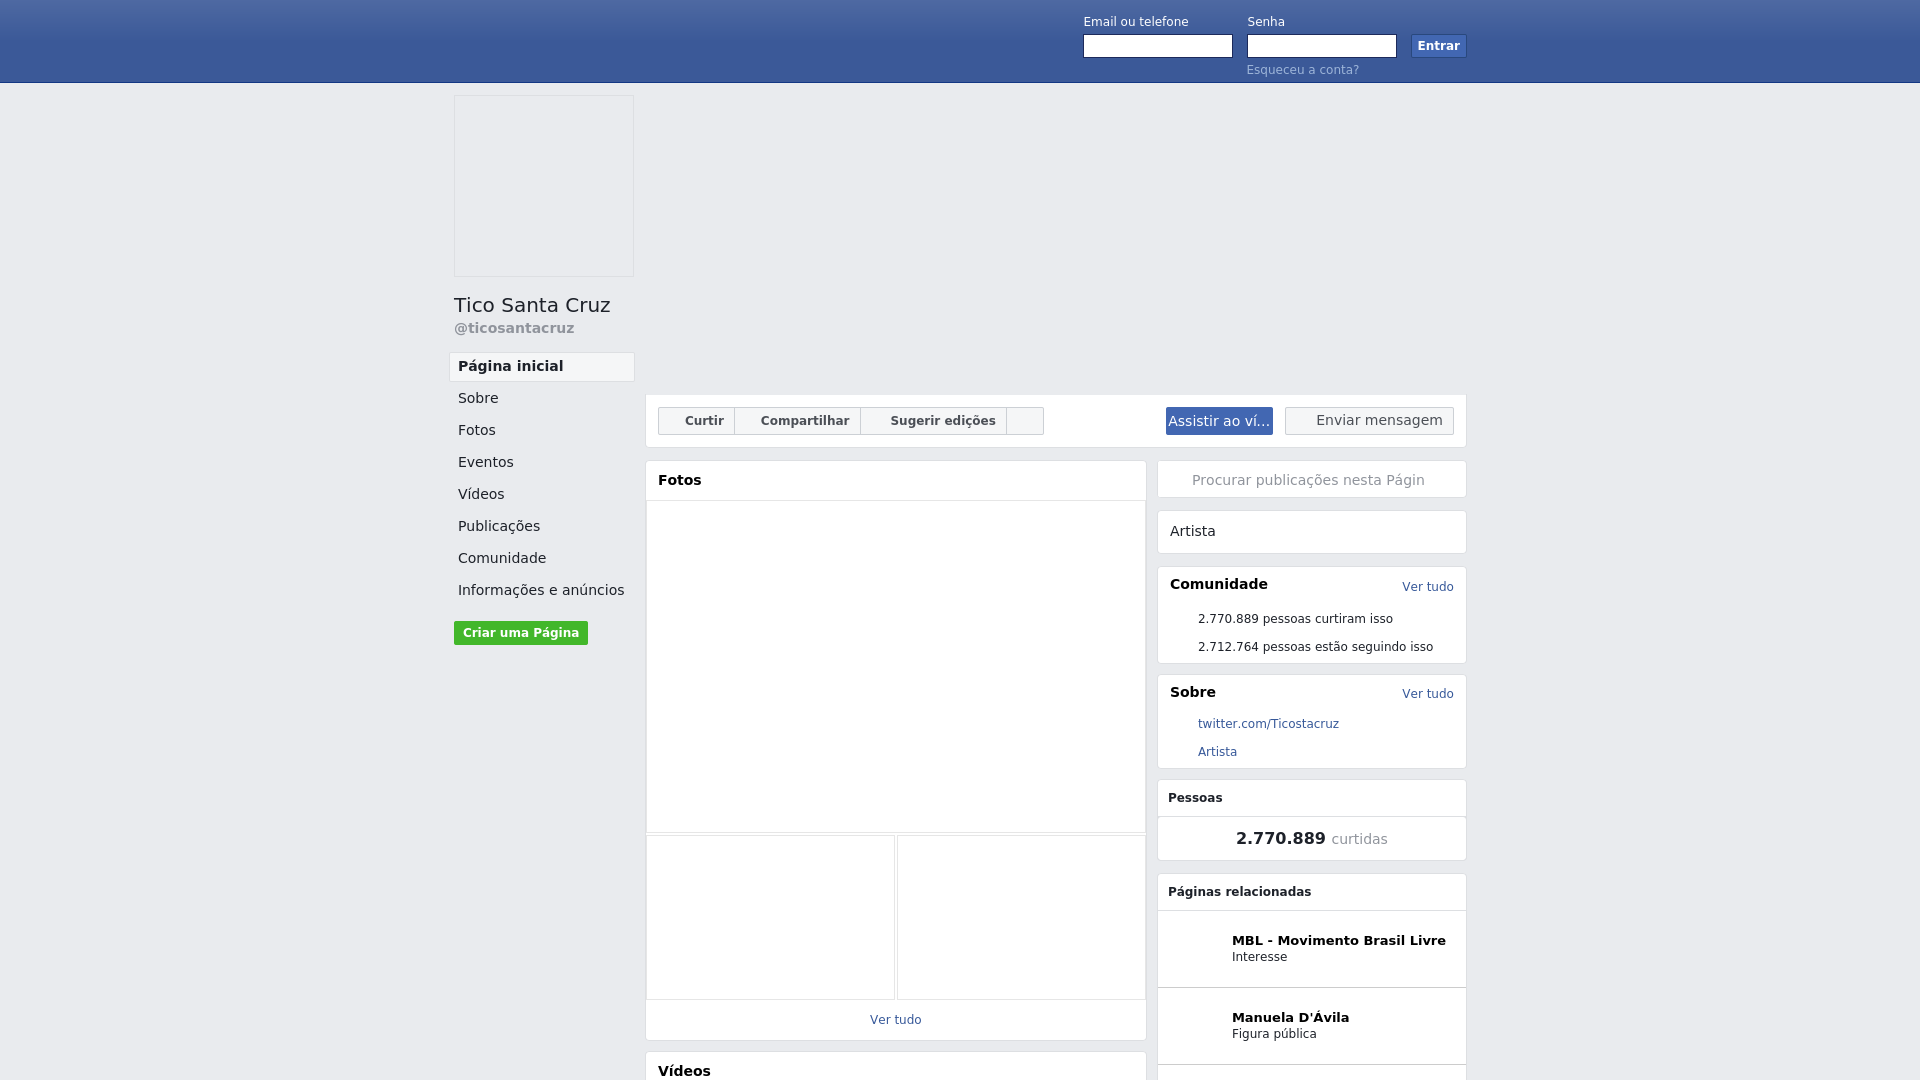 Email ou telefone
Senha
Entrar
Esqueceu a conta?
Tico Santa Cruz
@ticosantacruz
Página inicial
Sobre
Fotos
Eventos
Vídeos
Publicações
Comunidade
Informações e anúncios
Criar uma Página
Curtir
Compartilhar
Sugerir edições
Assistir ao ví...
Enviar mensagem
Fotos
Ver tudo
Vídeos
Procurar publicações nesta Págin
Artista
Comunidade
Ver tudo
2.770.889 pessoas curtiram isso
2.712.764 pessoas estão seguindo isso
Sobre
Ver tudo
twitter.com/Ticostacruz
Artista
Pessoas
2.770.889 curtidas
Páginas relacionadas
MBL - Movimento Brasil Livre
Interesse
Manuela D'Ávila
Figura pública